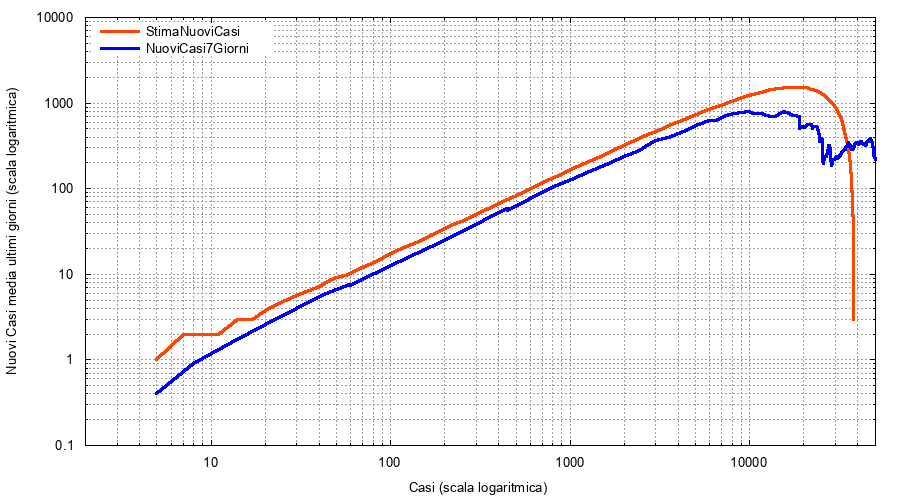 10000
1000
100
10
1
0.1
StimaNuoviCasi
NuoviCasi7Giorni
Nuovi Casi media ultimi giorni (scala logaritmica)
10
100
1000
10000
Casi (scala logaritmica)